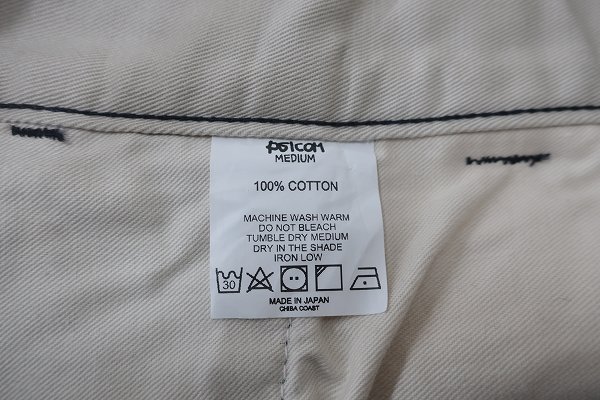 PSICOM
MEDIUM
100% COTTON
MACHINE WASH WARM
DO NOT BLEACH
TUMBLE DRY MEDIUM
DRY IN THE SHADE
IRON LOW
30
MADE IN JAPAN
CHIBA COAST